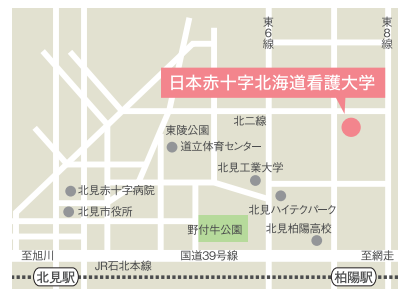 東6線
東8線
日本赤十字北海道看護大学
北二線
東陵公園
道立体育センター
北見工業大学
北見赤十字病院
北見ハイテクパーク
北見市役所
野付牛公園
北見柏陽高校
至旭川
国道39号線
至網走
JR石北本線
北見駅
柏陽駅